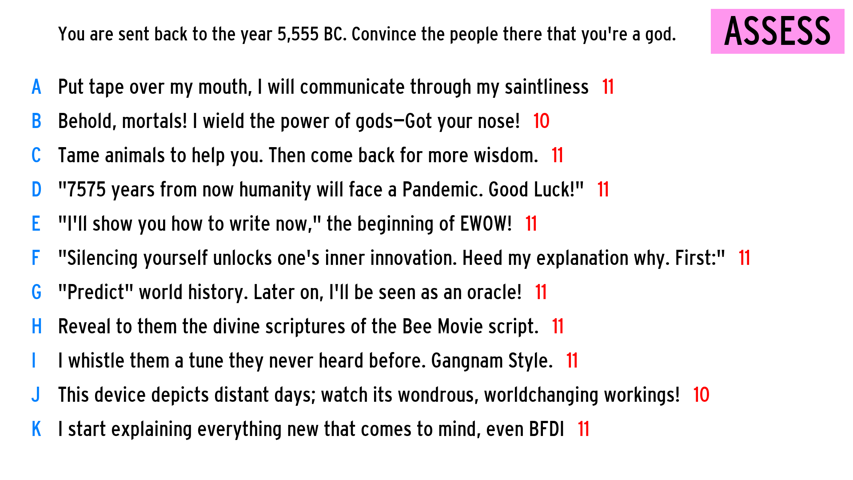 You are sent back to the year 5,555 BC. Convince the people there that you're a god.
ASSESS
A Put tape over my mouth, I will communicate through my saintliness 11
B Behold, mortals! I wield the power of gods—Got your nose! 10
C Tame animals to help you. Then come back for more wisdom. 11
D "7575 years from now humanity will face a Pandemic. Good Luck!" 11
E "I'll show you how to write now," the beginning of EWOW! 11
F "Silencing yourself unlocks one's inner innovation. Heed my explanation why. First:" 11
G "Predict" world history. Later on, I'll be seen as an oracle! 11
H Reveal to them the divine scriptures of the Bee Movie script. 11
I I whistle them a tune they never heard before. Gangnam Style. 11
J This device depicts distant days; watch its wondrous, worldchanging workings! 10
K I start explaining everything new that comes to mind, even BFDI 11